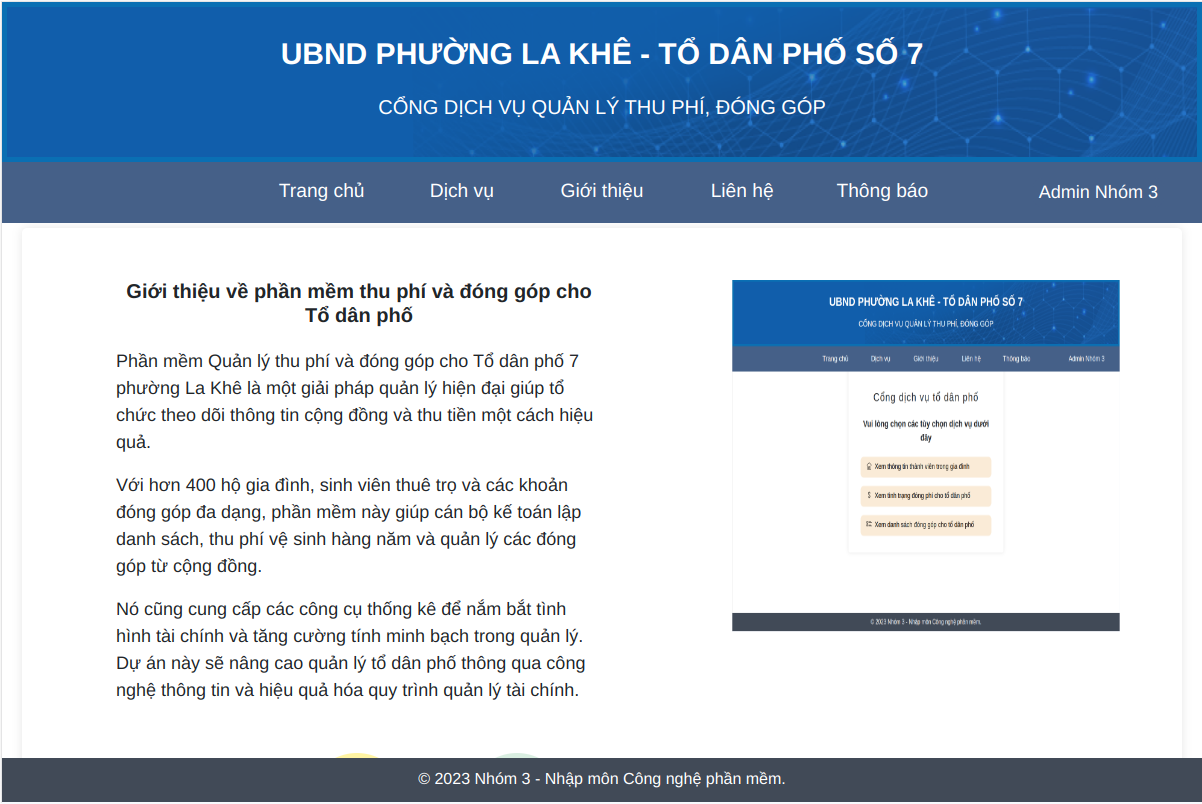 UBND PHƯỜNG LA KHÊ - TỔ DÂN PHỐ SỐ 7
CỔNG DỊCH VỤ QUẢN LÝ THU PHÍ, ĐÓNG GÓP
Trang chủ Dịch vụ Giới thiệu Liên hệ Thông báo Admin Nhóm 3
Giới thiệu về phần mềm thu phí và đóng góp cho
Tổ dân phố
Phần mềm Quản lý thu phí và đóng góp cho Tổ dân phố 7
phường La Khê là một giải pháp quản lý hiện đại giúp tổ
chức theo dõi thông tin cộng đồng và thu tiền một cách hiệu
quả.
Với hơn 400 hộ gia đình, sinh viên thuê trọ và các khoản
đóng góp đa dạng, phần mềm này giúp cán bộ kế toán lập
danh sách, thu phí vệ sinh hàng năm và quản lý các đóng
góp từ cộng đồng.
Nó cũng cung cấp các công cụ thống kê để nắm bắt tình
hình tài chính và tăng cường tính minh bạch trong quản lý.
Dự án này sẽ nâng cao quản lý tổ dân phố thông qua công
nghệ thông tin và hiệu quả hóa quy trình quản lý tài chính.
UBND PHƯỜNG LA KHÊ - TỔ DÂN PHỐ SỐ 7
CỔNG DỊCH VỤ QUẢN LÝ THU PHÍ, ĐÓNG GÓP
Trang chủ Dịch vụ Giới thiệu Liên hệ Thông báo Admin Nhóm 3
Cổng dịch vụ tổ dân phố
Vui lòng chọn các tùy chọn dịch vụ dưới
đây
Xem thông tin thành viên trong gia đình
Xem tình trạng đóng phí cho tổ dân phố
Xem danh sách đóng góp cho tổ dân phố
© 2023 Nhóm 3 - Nhập môn Công nghệ phần mềm.
© 2023 Nhóm 3 - Nhập môn Công nghệ phần mềm.